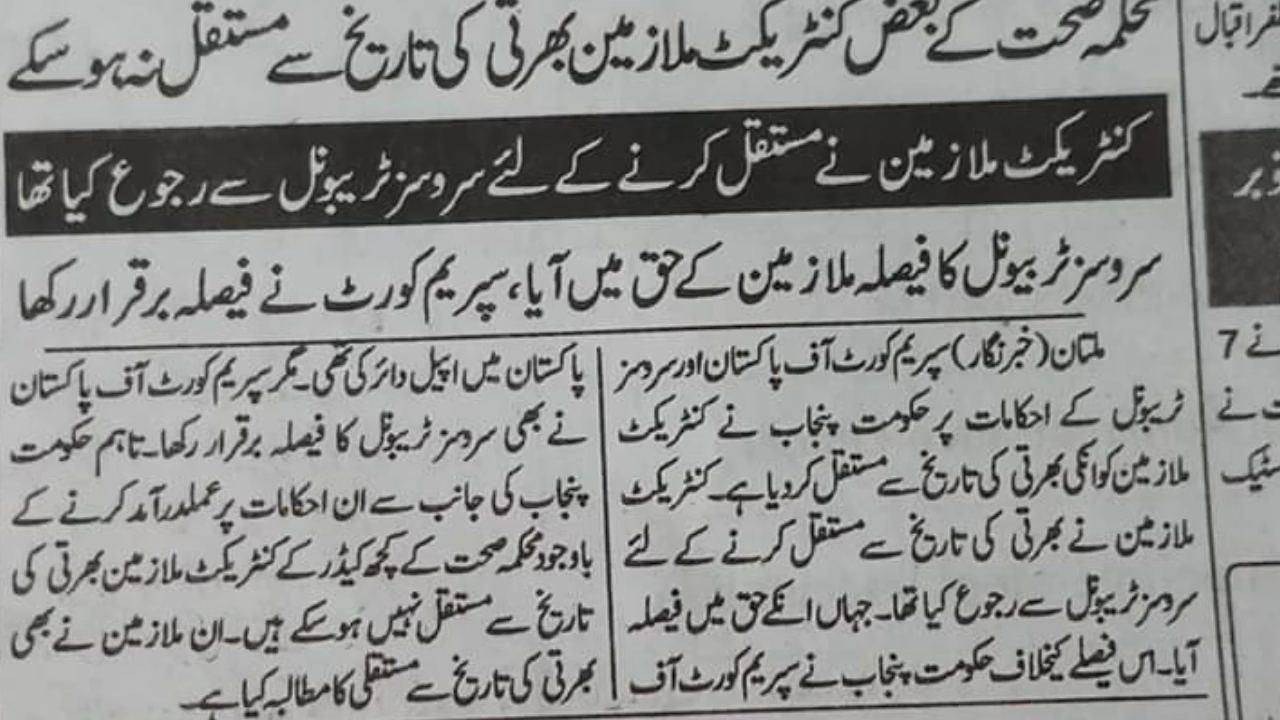 محکمہ صحت کے بعض کنٹریکٹ ملازمین بھرتی کی تاریخ سے مستقل نہ ہو سکے
کنٹریکٹ ملازمین نے مستقل کرنے کے لئے سروسز ٹربیونل سے رجوع کیا تھا
سروسز ٹربیونل کا فیصلہ ملازمین کے حق میں آیا، سپریم کورٹ نے فیصلہ برقرار رکھا
ملتان (خبرنگار) سپریم کورٹ آف پاکستان اور سروسز
ٹریبونل کے احکامات پر حکومت پنجاب نے کنٹریکٹ
ملازمین کو انکی بھرتی کی تاریخ سے مستقل کر دیا ہے۔ کنٹریکٹ
ملازمین نے بھرتی کی تاریخ سے مستقل کرنے کے لئے
سروسز ٹریبونل سے رجوع کیا تھا۔ جہاں انکے حق میں فیصلہ
آیا۔ اس فیصلے کیخلاف حکومت پنجاب نے سپریم کورٹ آف
پاکستان میں اپیل دائر کی تھی۔ مگر سپریم کورٹ آف پاکستان
نے بھی سروسز ٹریبونل کا فیصلہ برقرار رکھا۔ تاہم حکومت
پنجاب کی جانب سے ان احکامات پر عملدرآمد کرنے کے
باوجود محکمہ صحت کے کچھ کیڈر کے کنٹریکٹ ملازمین بھرتی کی
تاریخ سے مستقل نہیں ہو سکے ہیں۔ ان ملازمین نے بھی
بھرتی کی تاریخ سے مستقلی کا مطالبہ کیا ہے۔
اقبال
نے 7
نے